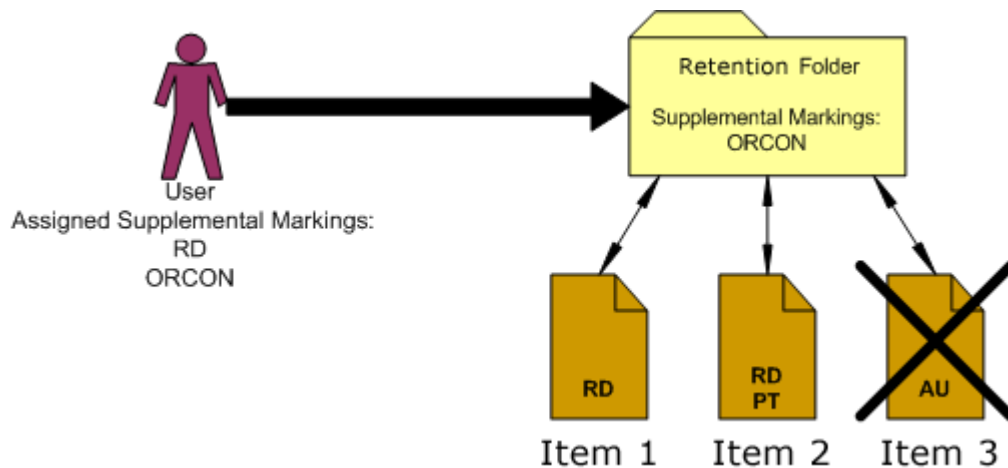 Retention Folder
Supplemental Markings:
ORCON
User
Assigned Supplemental Markings:
RD
ORCON
RD
RD
PT
AU
Item 1
Item 2
Item 3